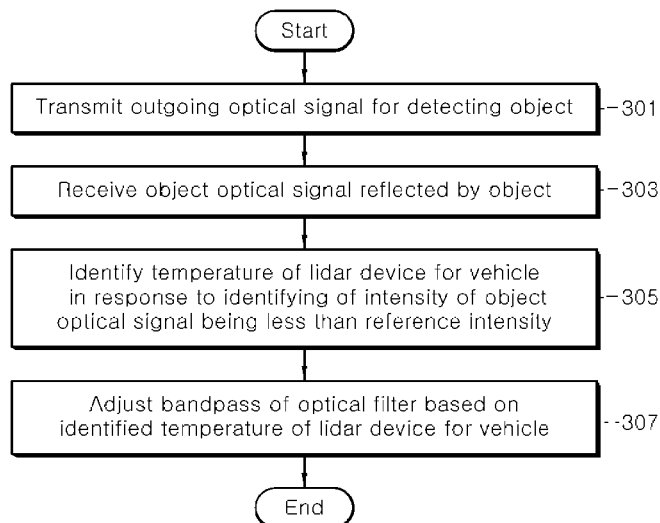 Start
Transmit outgoing optical signal for detecting object
301
Receive object optical signal reflected by object
303
Identify temperature of lidar device for vehicle
in response to identifying of intensity of object
optical signal being less than reference intensity
305
Adjust bandpass of optical filter based on
identified temperature of lidar device for vehicle
307
End